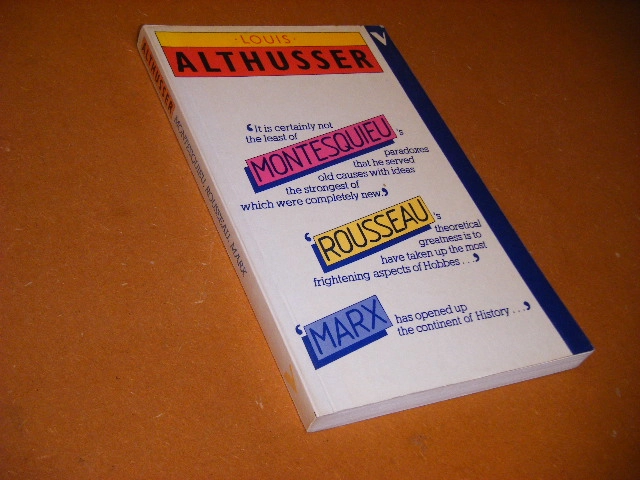 ·LOUIS·
ALTHUSSER
V
‘It is certainly not
the least of
MONTESQUIEU's
paradoxes
that he served
old causes with ideas
the strongest of
which were completely new.’
‘ROUSSEAU's
theoretical
greatness is to
have taken up the most
frightening aspects of Hobbes...’
‘MARX has opened up
the continent of History...’
ALTHUSSER MONTESQUIEU, ROUSSEAU, MARX